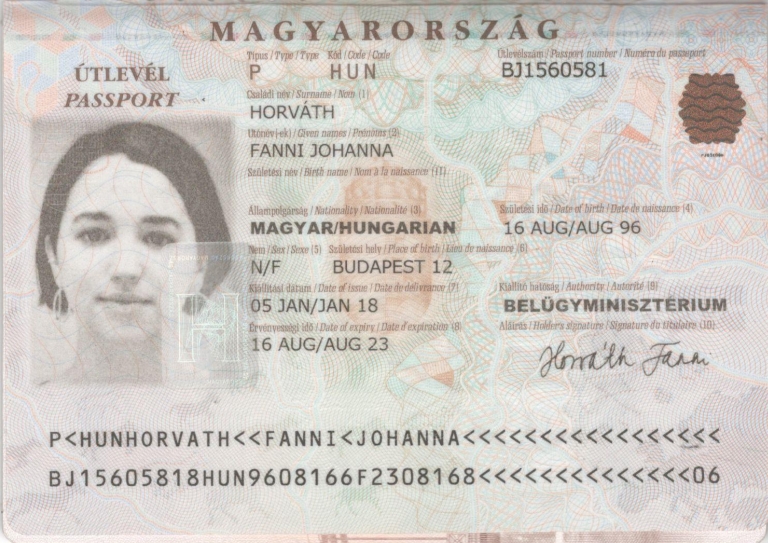 MAGYARORSZÁG
ÚTLEVÉL
PASSPORT
Típus / Type / Type Kód / Code / Code Útlevélszám / Passport number / Numéro du passeport
P HUN BJ1560581
Családi név / Surname / Nom (1)
HORVÁTH
Utónév(-ek) / Given names / Prénoms (2)
FANNI JOHANNA
Születési név / Birth name / Nom à la naissance (11)
Állampolgárság / Nationality / Nationalité (3) Születési idő / Date of birth / Date de naissance (4)
MAGYAR/HUNGARIAN 16 AUG/AUG 96
Nem / Sex / Sexe (5) Születési hely / Place of birth / Lieu de naissance (6)
N/F BUDAPEST 12
Kiállítási dátum / Date of issue / Date de délivrance (7) Kiállító hatóság / Authority / Autorité (9)
05 JAN/JAN 18 BELÜGYMINISZTÉRIUM
Érvényességi idő / Date of expiry / Date d'expiration (8) Aláírás / Holder's signature / Signature du titulaire (10)
16 AUG/AUG 23
Horváth Fanni
P<HUNHORVATH<<FANNI<JOHANNA<<<<<<<<<<<<<<<<<
BJ15605818HUN9608166F2308168<<<<<<<<<<<<<<06